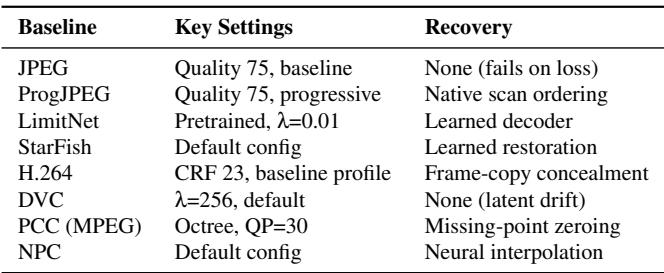 Baseline Key Settings Recovery
JPEG Quality 75, baseline None (fails on loss)
ProgJPEG Quality 75, progressive Native scan ordering
LimitNet Pretrained, λ=0.01 Learned decoder
StarFish Default config Learned restoration
H.264 CRF 23, baseline profile Frame-copy concealment
DVC λ=256, default None (latent drift)
PCC (MPEG) Octree, QP=30 Missing-point zeroing
NPC Default config Neural interpolation